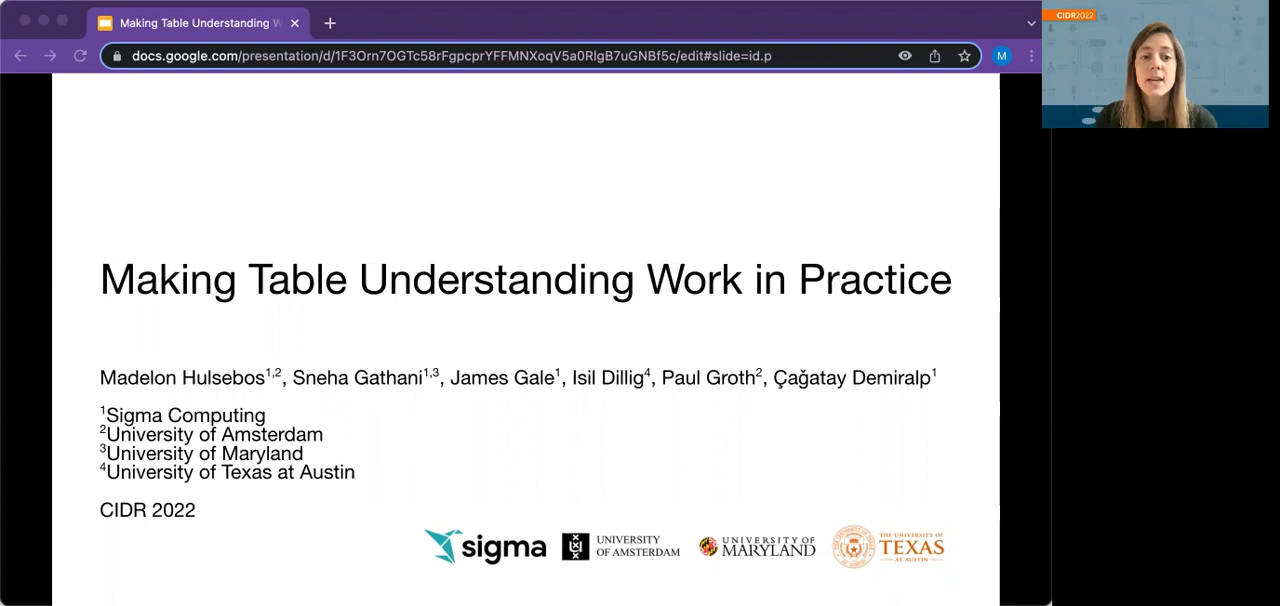 Making Table Understanding W
docs.google.com/presentation/d/1F3Orn7OGTc58rFgpcprYFFMNXoqV5a0RlgB7uGNBf5c/edit#slide=id.p
M
CIDR2022
Making Table Understanding Work in Practice
Madelon Hulsebos1,2, Sneha Gathani1,3, James Gale1, Isil Dillig4, Paul Groth2, Çağatay Demiralp1
1Sigma Computing
2University of Amsterdam
3University of Maryland
4University of Texas at Austin
CIDR 2022
sigma
UNIVERSITY
OF AMSTERDAM
UNIVERSITY OF
MARYLAND
THE UNIVERSITY OF
TEXAS
AT AUSTIN